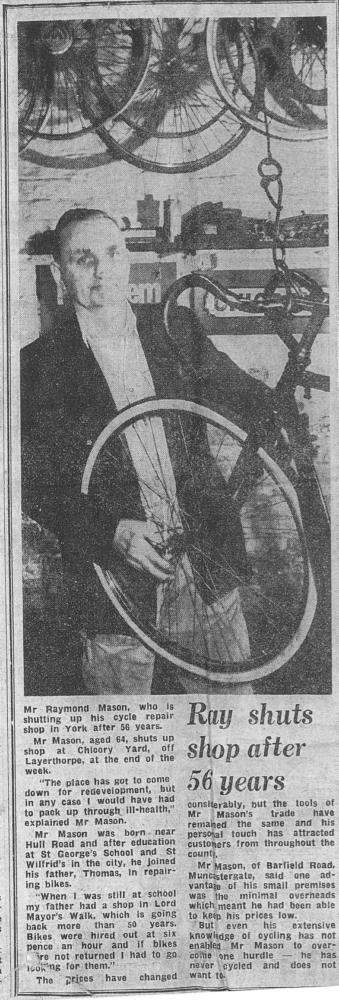 em
Mr Raymond Mason, who is
shutting up his cycle repair
shop in York after 56 years.
Mr Mason, aged 64, shuts up
shop at Chicory Yard, off
Layerthorpe, at the end of the
week.
"The place has got to come
down for redevelopment, but
in any case I would have had
to pack up through ill-health,"
explained Mr Mason.
Mr Mason was born near
Hull Road and after education
at St George's School and St
Wilfrid's in the city, he joined
his father, Thomas, in repair-
ing bikes.
"When I was still at school
my father had a shop in Lord
Mayor's Walk, which is going
back more than 50 years.
Bikes were hired out at six
pence an hour and if bikes
re not returned I had to go
looking for them."
The prices have changed
Ray shuts
shop after
56 years
considerably, but the tools of
Mr Mason's trade have
remained the same and his
personal touch has attracted
customers from throughout the
county.
Mr Mason, of Barfield Road,
Muncastergate, said one ad-
vantage of his small premises
was the minimal overheads
which meant he had been able
to keep his prices low.
But even his extensive
knowledge of cycling has not
enabled Mr Mason to over-
come one hurdle — he has
never cycled and does not
want to.